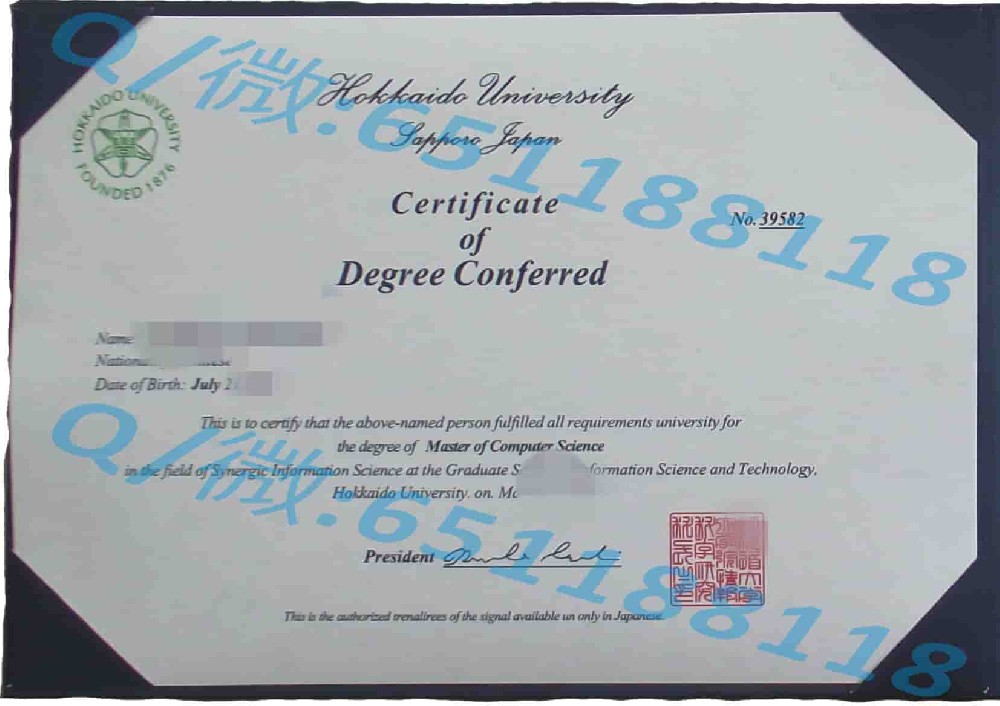 Q/微:651188118
HOKKAIDO UNIVERSITY
FOUNDED 1876
Hokkaido University
Sapporo Japan
Certificate
of
Degree Conferred
No. 39582
Name
Nation
Date of Birth: July 2
This is to certify that the above-named person fulfilled all requirements university for
the degree of Master of Computer Science
in the field of Synergic Information Science at the Graduate S formation Science and Technology,
Hokkaido University. on.
Q/微:651188118
President
This is the authorized trenalirees of the signal available un only in Japanese.